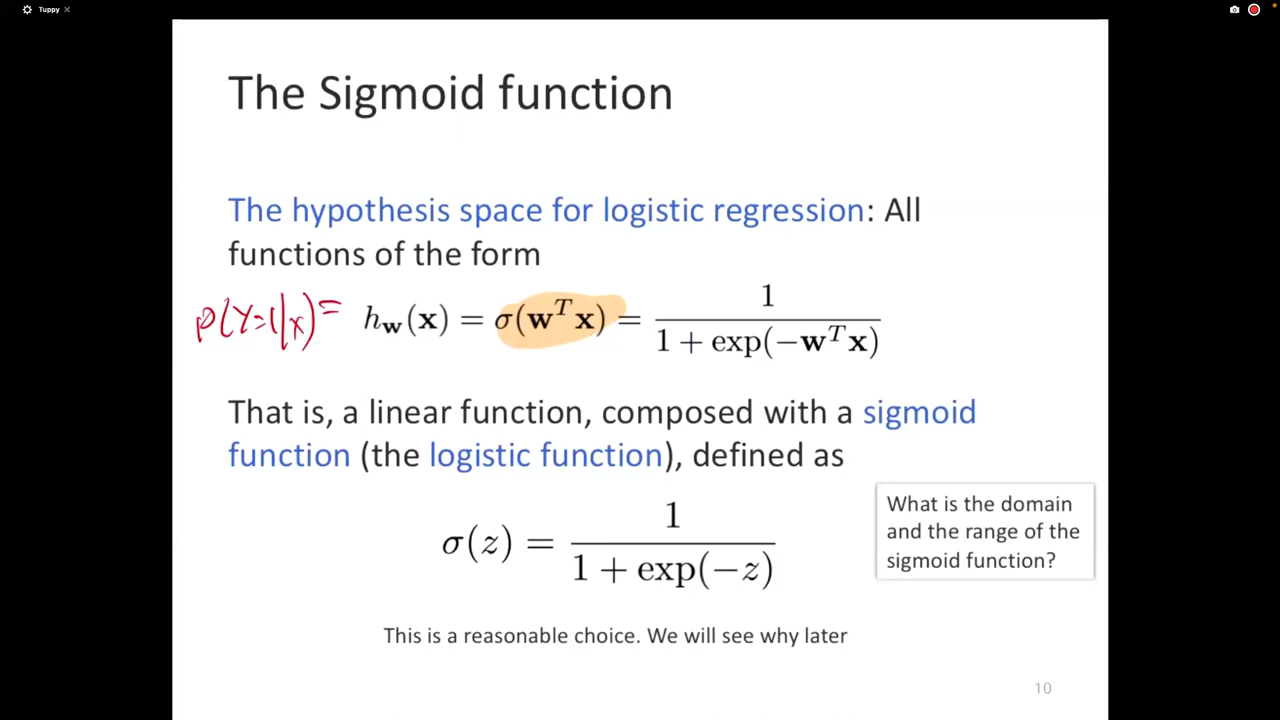 Tuppy
The Sigmoid function
The hypothesis space for logistic regression: All
functions of the form
P(Y=1|x)= h_w(x) = σ(w^T x) = 1 / (1 + exp(−w^T x))
That is, a linear function, composed with a sigmoid
function (the logistic function), defined as
σ(z) = 1 / (1 + exp(−z))
What is the domain
and the range of the
sigmoid function?
This is a reasonable choice. We will see why later
10